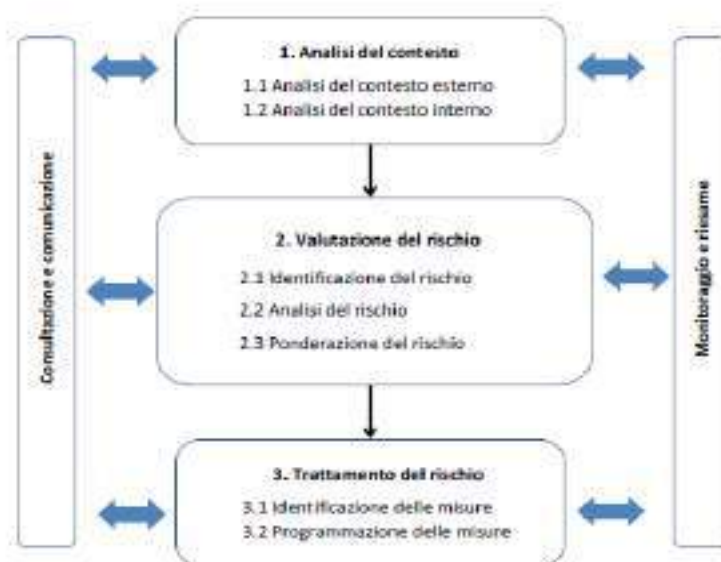 1. Analisi del contesto
1.1 Analisi del contesto esterno
1.2 Analisi del contesto interno
Consultazione e comunicazione
2. Valutazione del rischio
2.1 Identificazione del rischio
2.2 Analisi del rischio
2.3 Ponderazione del rischio
Monitoraggio e riesame
3. Trattamento del rischio
3.1 Identificazione delle misure
3.2 Programmazione delle misure